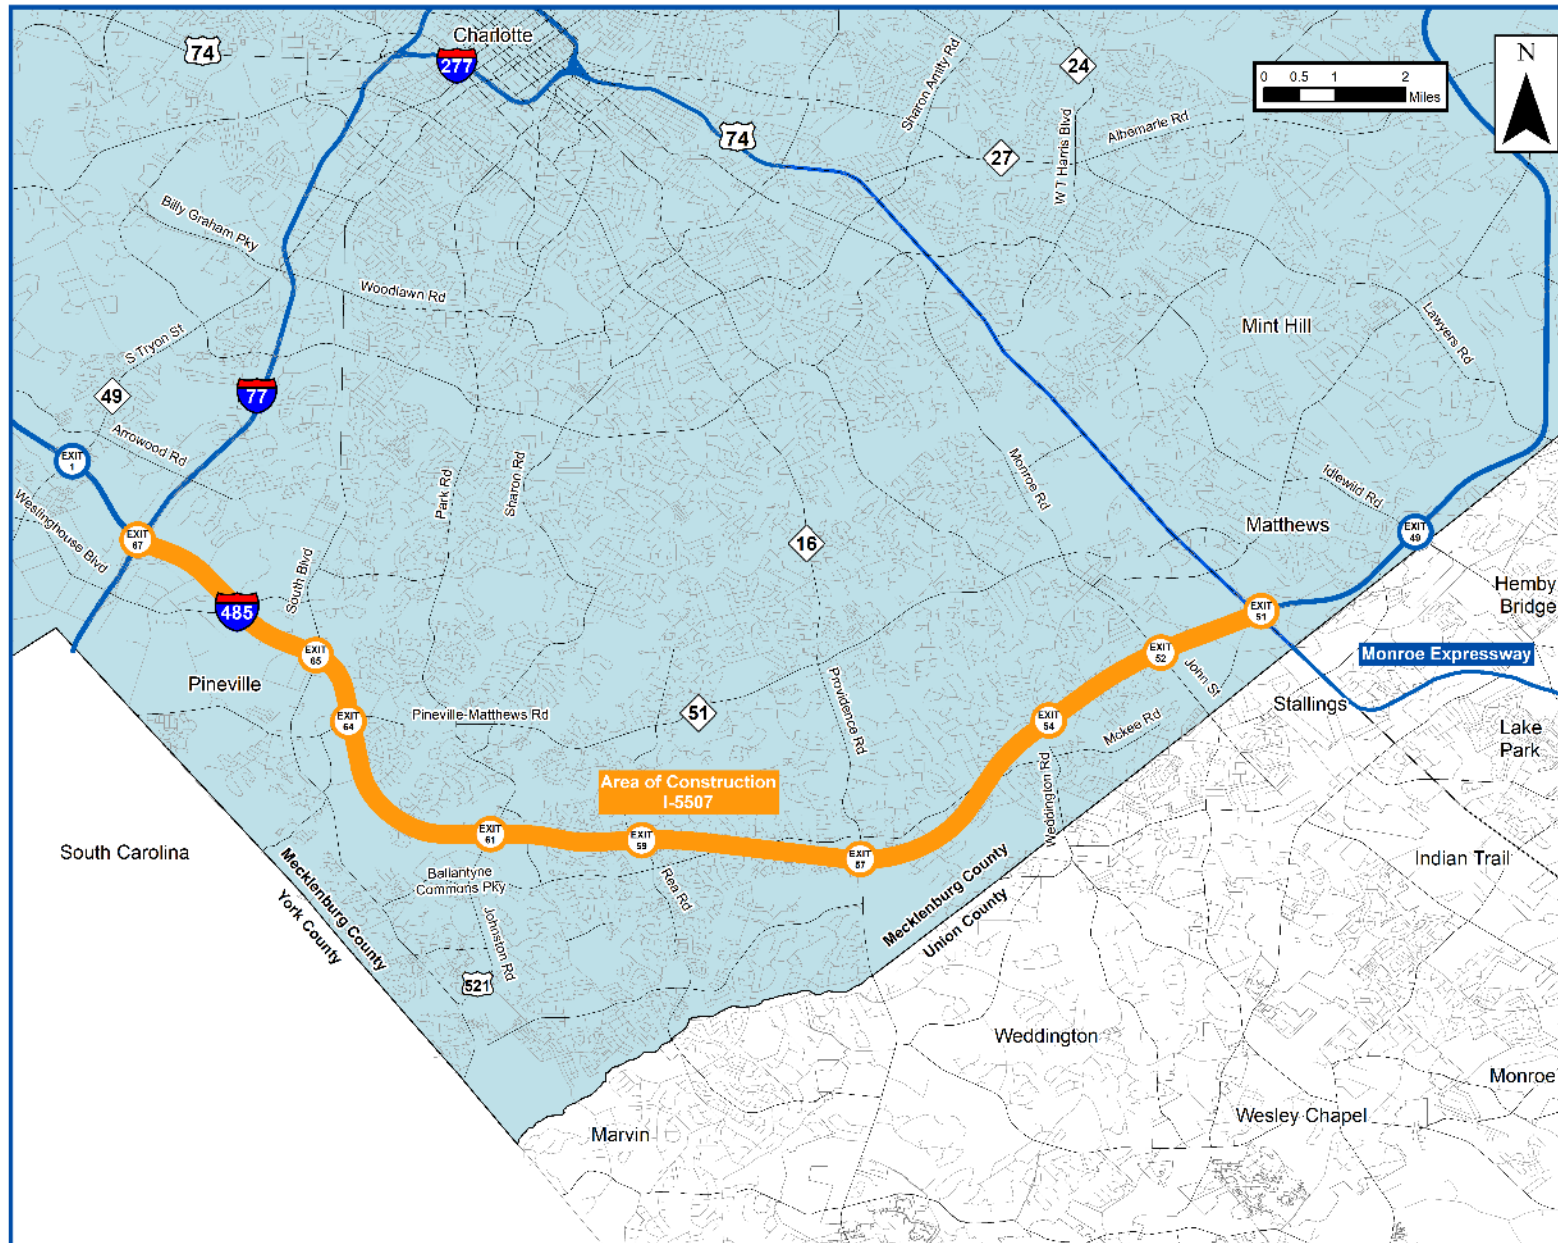 Charlotte
74
277
24
N
0 0.5 1 2
Miles
Sharon Amity Rd
74
W T Harris Blvd
Albemarle Rd
27
Billy Graham Pky
Woodlawn Rd
S Tryon St
Mint Hill
Lawyers Rd
49
77
Arrowood Rd
EXIT
1
Westinghouse Blvd
EXIT
67
Park Rd
Sharon Rd
Monroe Rd
Idlewild Rd
16
Matthews
EXIT
49
South Blvd
485
Hemby
Bridge
EXIT
51
EXIT
65
EXIT
52
Monroe Expressway
John St
Pineville
Providence Rd
Stallings
EXIT
64
Pineville-Matthews Rd
51
EXIT
54
Mckee Rd
Lake
Park
Weddington Rd
Area of Construction
I-5507
EXIT
61
EXIT
59
EXIT
57
South Carolina
Mecklenburg County
York County
Ballantyne
Commons Pky
Rea Rd
Johnston Rd
Mecklenburg County
Union County
Indian Trail
521
Weddington
Monroe
Wesley Chapel
Marvin